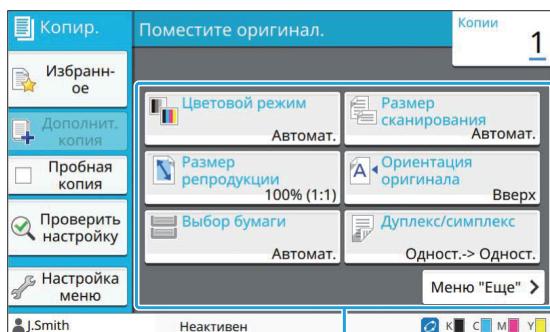 Копир.
Поместите оригинал.
Копии
1
Избранн-
ое
Дополнит.
копия
Пробная
копия
Проверить
настройку
Настройка
меню
Цветовой режим
Автомат.
Размер
сканирования
Автомат.
Размер
репродукции
100% (1:1)
A
Ориентация
оригинала
Вверх
Выбор бумаги
Автомат.
Дуплекс/симплекс
Одност.-> Одност.
Меню "Еще"
J.Smith
Неактивен
K C M Y